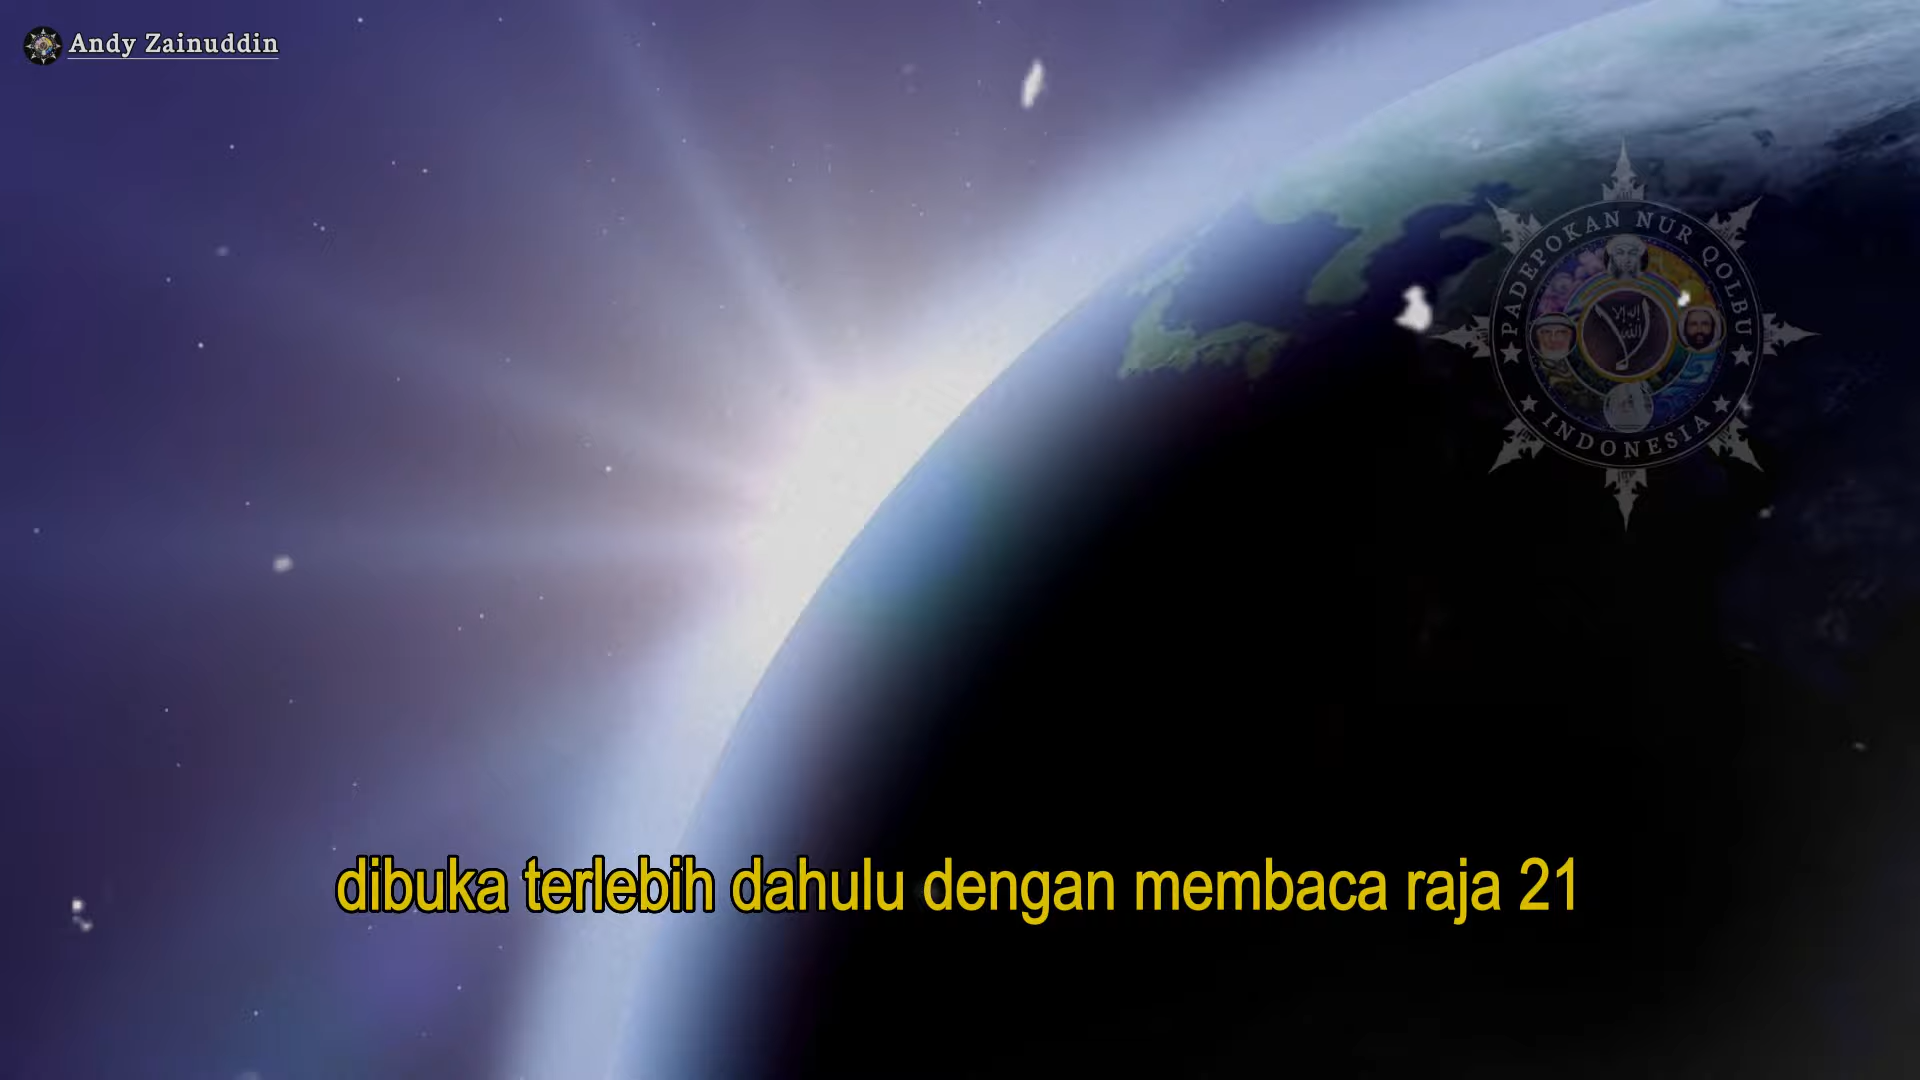 Andy Zainuddin
PADEPOKAN NUR QOLBU
INDONESIA
dibuka terlebih dahulu dengan membaca raja 21